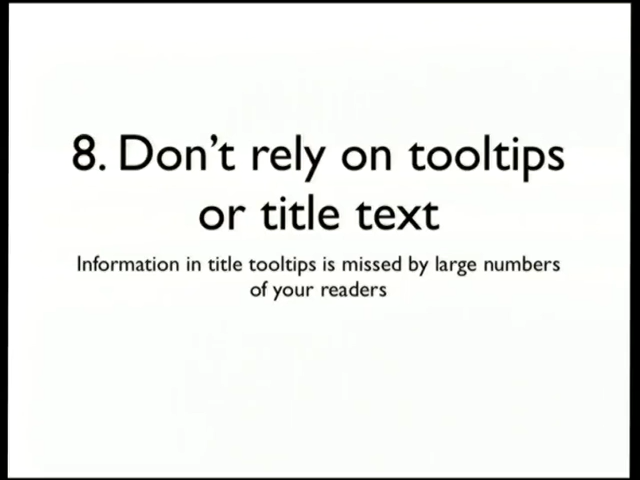 8. Don't rely on tooltips
or title text
Information in title tooltips is missed by large numbers
of your readers